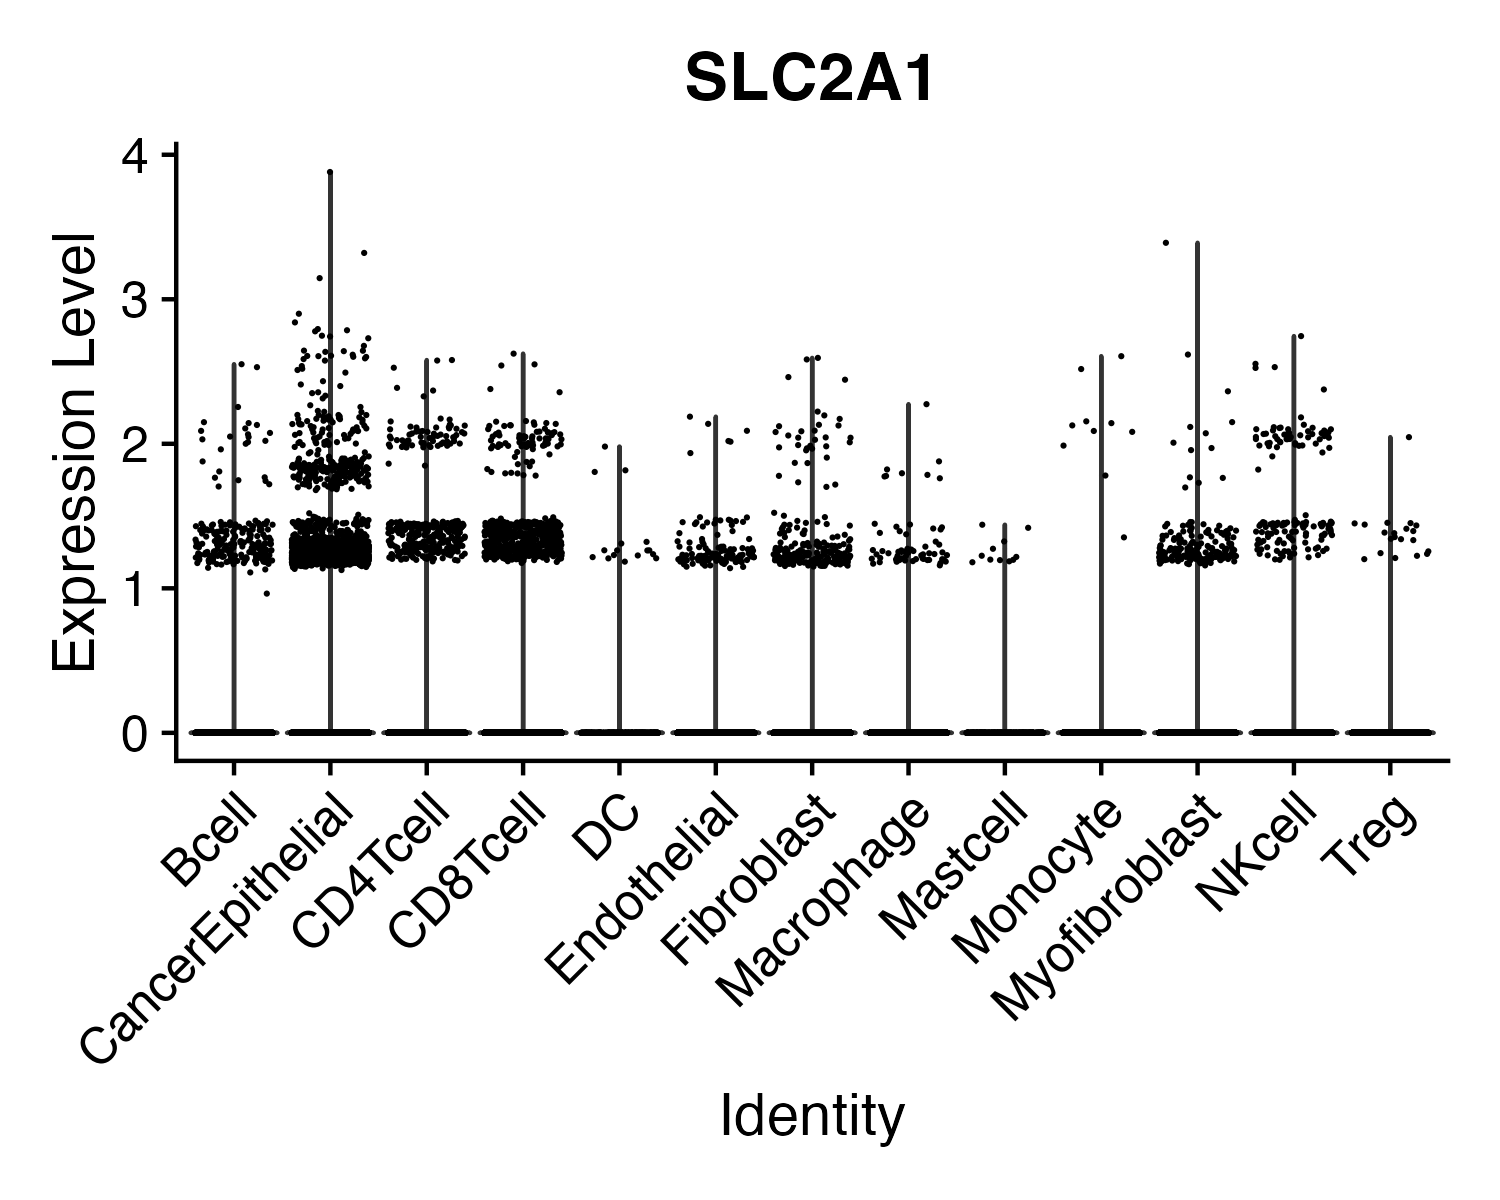 SLC2A1
Expression Level
4
3
2
1
0
Bcell
CancerEpithelial
CD4Tcell
CD8Tcell
DC
Endothelial
Fibroblast
Macrophage
Mastcell
Monocyte
Myofibroblast
NKcell
Treg
Identity